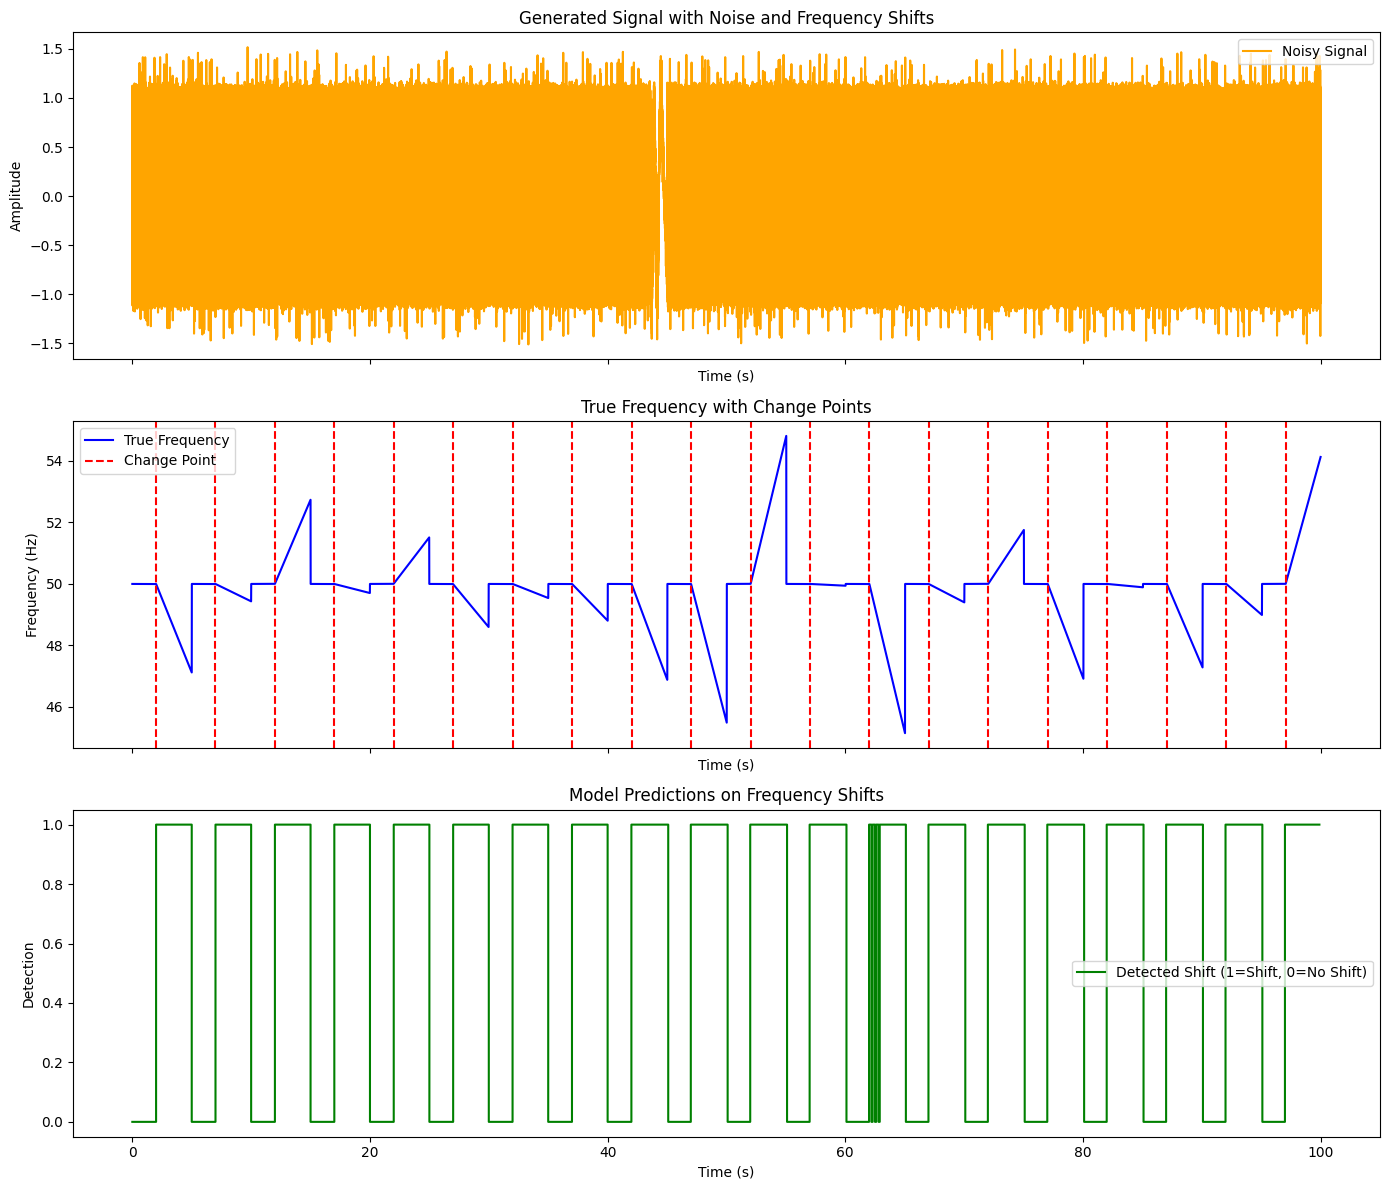 Generated Signal with Noise and Frequency Shifts
1.5
1.0
0.5
0.0
−0.5
−1.0
−1.5
Amplitude
Noisy Signal
Time (s)
True Frequency with Change Points
54
52
50
48
46
Frequency (Hz)
True Frequency
Change Point
Time (s)
Model Predictions on Frequency Shifts
1.0
0.8
0.6
0.4
0.2
0.0
Detection
Detected Shift (1=Shift, 0=No Shift)
0 20 40 60 80 100
Time (s)